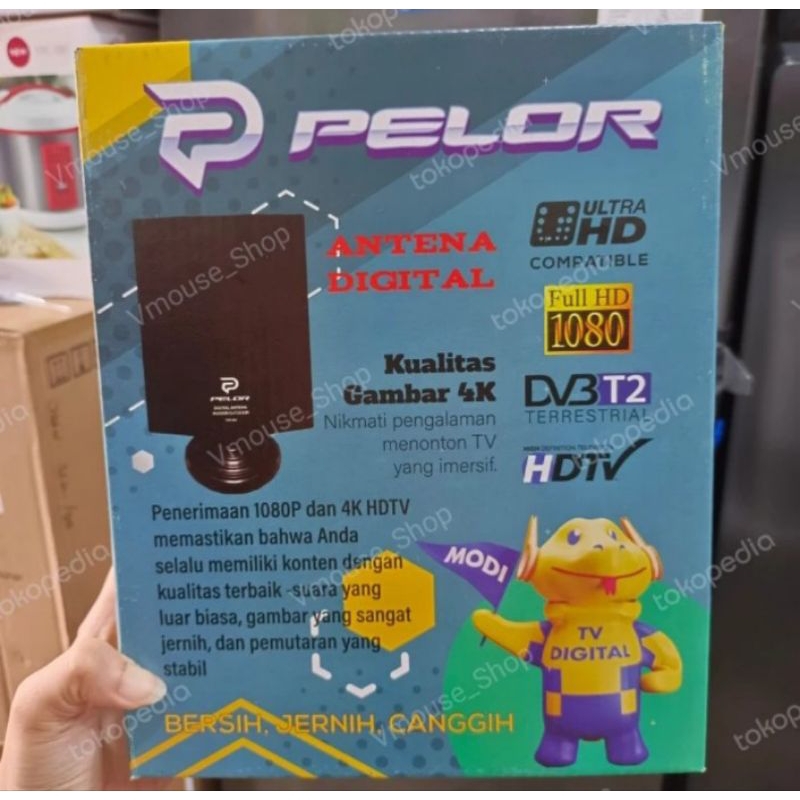 PELOR
ANTENA
DIGITAL
ULTRA
HD
COMPATIBLE
Full HD
1080
Kualitas
Gambar 4K
Nikmati pengalaman
menonton TV
yang imersif.
DVB T2
TERRESTRIAL
HDTV
PELOR
Penerimaan 1080P dan 4K HDTV
memastikan bahwa Anda
selalu memiliki konten dengan
kualitas terbaik -suara yang
luar biasa, gambar yang sangat
jernih, dan pemutaran yang
stabil
MODI
TV
DIGITAL
BERSIH, JERNIH, CANGGIH
Vmouse_Shop
tokopedia